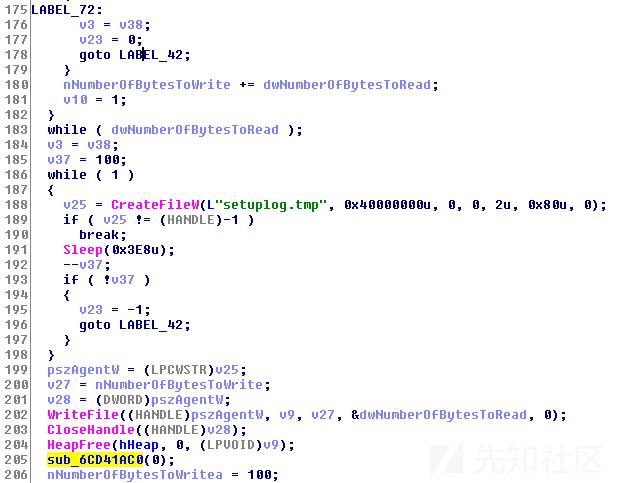 175 LABEL_72:
176 v3 = v38;
177 v23 = 0;
178 goto LABEL_42;
179 }
180 nNumberOfBytesToWrite += dwNumberOfBytesToRead;
181 v10 = 1;
182 }
183 while ( dwNumberOfBytesToRead );
184 v3 = v38;
185 v37 = 100;
186 while ( 1 )
187 {
188 v25 = CreateFileW(L"setuplog.tmp", 0x40000000u, 0, 0, 2u, 0x80u, 0);
189 if ( v25 != (HANDLE)-1 )
190 break;
191 Sleep(0x3E8u);
192 --v37;
193 if ( !v37 )
194 {
195 v23 = -1;
196 goto LABEL_42;
197 }
198 }
199 pszAgentW = (LPCWSTR)v25;
200 v27 = nNumberOfBytesToWrite;
201 v28 = (DWORD)pszAgentW;
202 WriteFile((HANDLE)pszAgentW, v9, v27, &dwNumberOfBytesToRead, 0);
203 CloseHandle((HANDLE)v28);
204 HeapFree(hHeap, 0, (LPVOID)v9);
205 sub_6CD41AC0(0);
206 nNumberOfBytesToWritea = 100;
先知社区